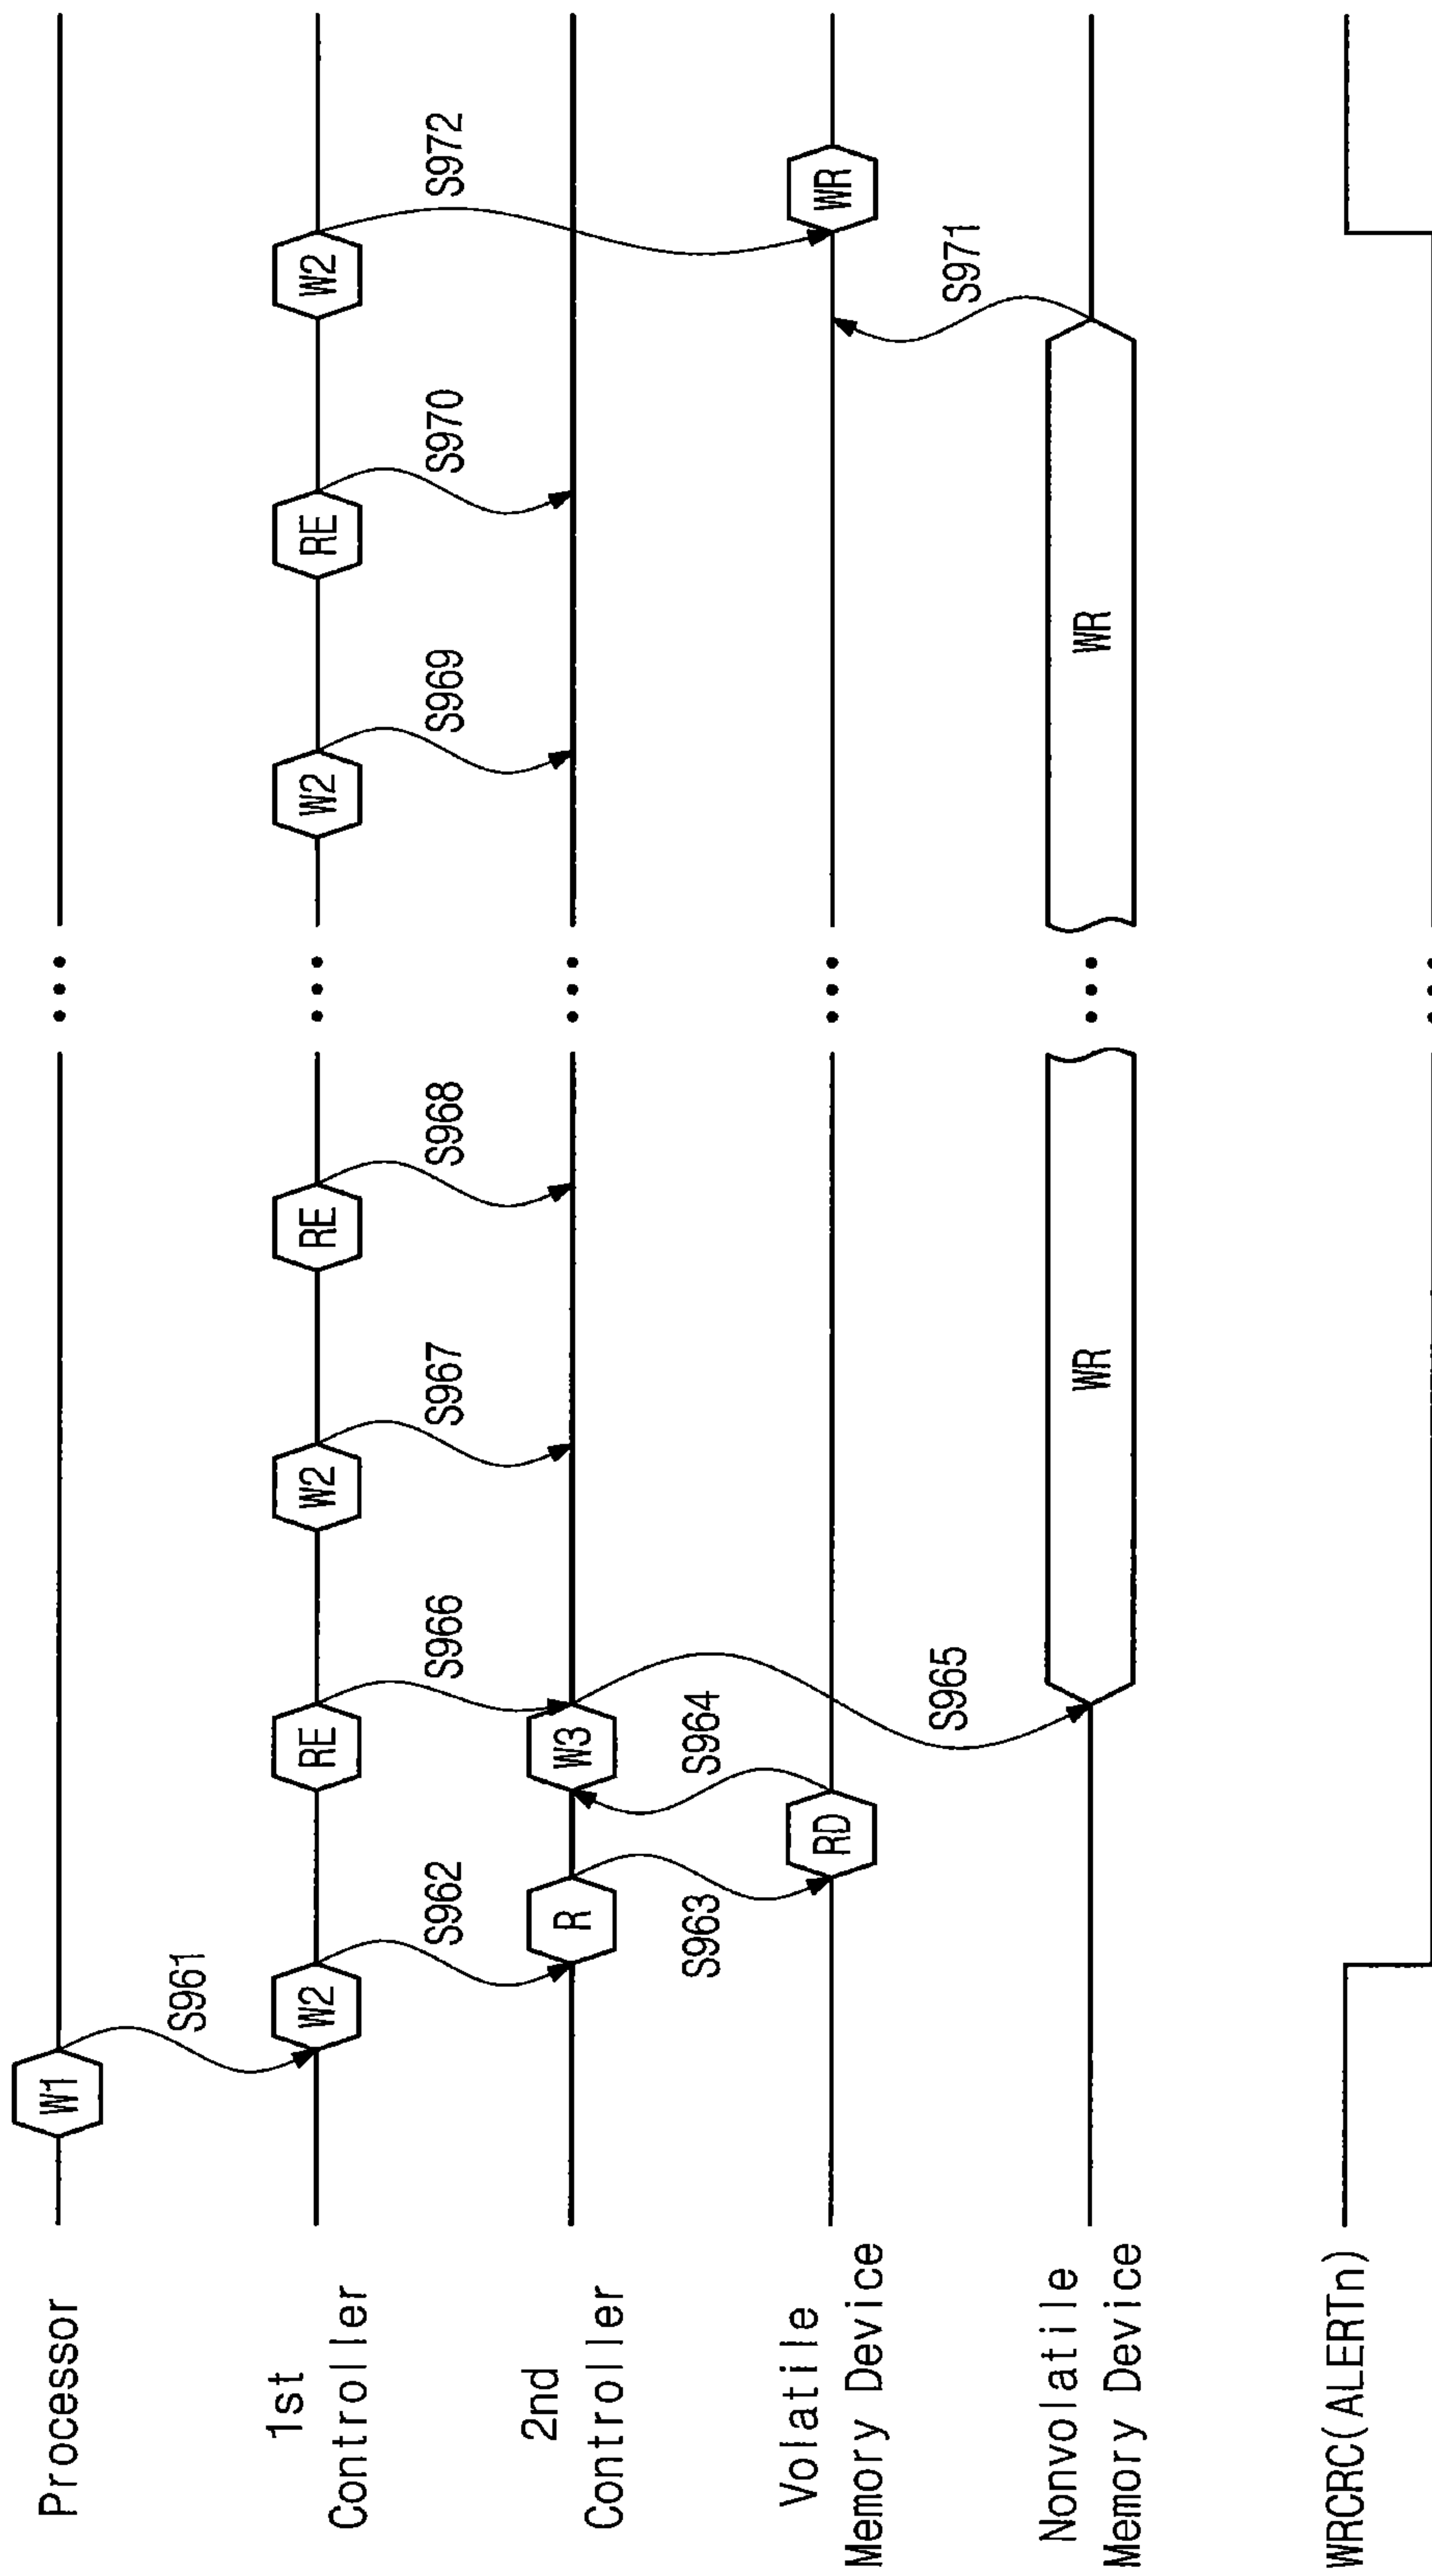 Processor
W1
S961
1st
Controller
W2
RE
W2
RE
W2
RE
W2
S962
S966
S967
S968
S969
S970
S972
2nd
Controller
R
W3
S963
S964
Volatile
Memory Device
RD
WR
S965
S971
Nonvolatile
Memory Device
WR
WR
WRCRC(ALERTn)